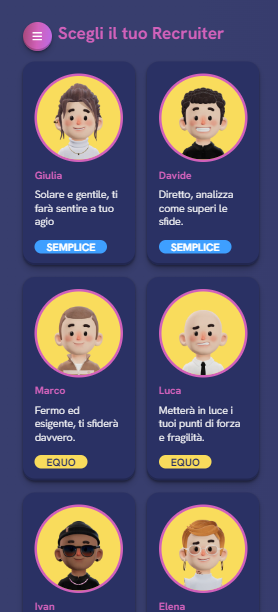 Scegli il tuo Recruiter
Giulia
Solare e gentile, ti
farà sentire a tuo
agio
SEMPLICE
Davide
Diretto, analizza
come superi le
sfide.
SEMPLICE
Marco
Fermo ed
esigente, ti sfiderà
davvero.
EQUO
Luca
Metterà in luce i
tuoi punti di forza
e fragilità.
EQUO
Ivan
Elena